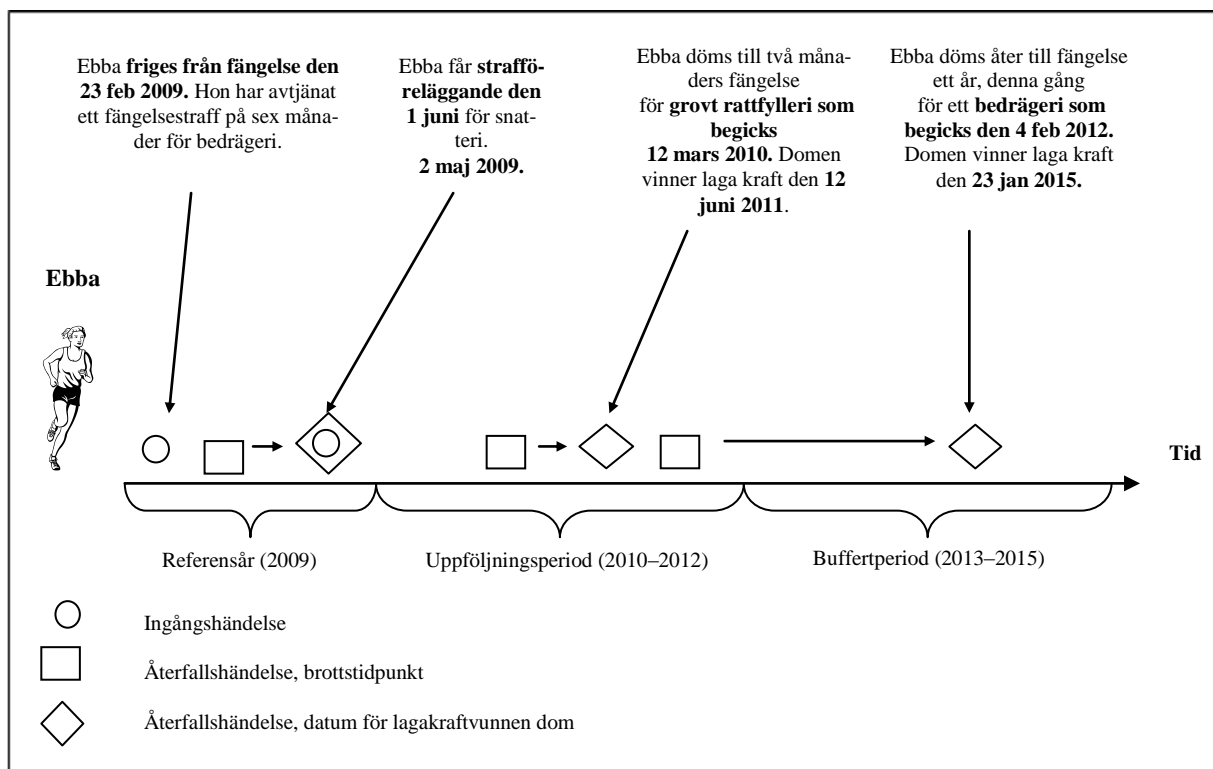 Ebba friges från fängelse den
23 feb 2009. Hon har avtjänat
ett fängelsestraff på sex måna-
der för bedrägeri.
Ebba får straffö-
reläggande den
1 juni för snat-
teri.
2 maj 2009.
Ebba döms till två måna-
ders fängelse
för grovt rattfylleri som
begicks
12 mars 2010. Domen
vinner laga kraft den 12
juni 2011.
Ebba döms åter till fängelse
ett år, denna gång
för ett bedrägeri som
begicks den 4 feb 2012.
Domen vinner laga kraft
den 23 jan 2015.
Ebba
Tid
Referensår (2009)
Uppföljningsperiod (2010–2012)
Buffertperiod (2013–2015)
Ingångshändelse
Återfallshändelse, brottstidpunkt
Återfallshändelse, datum för lagakraftvunnen dom